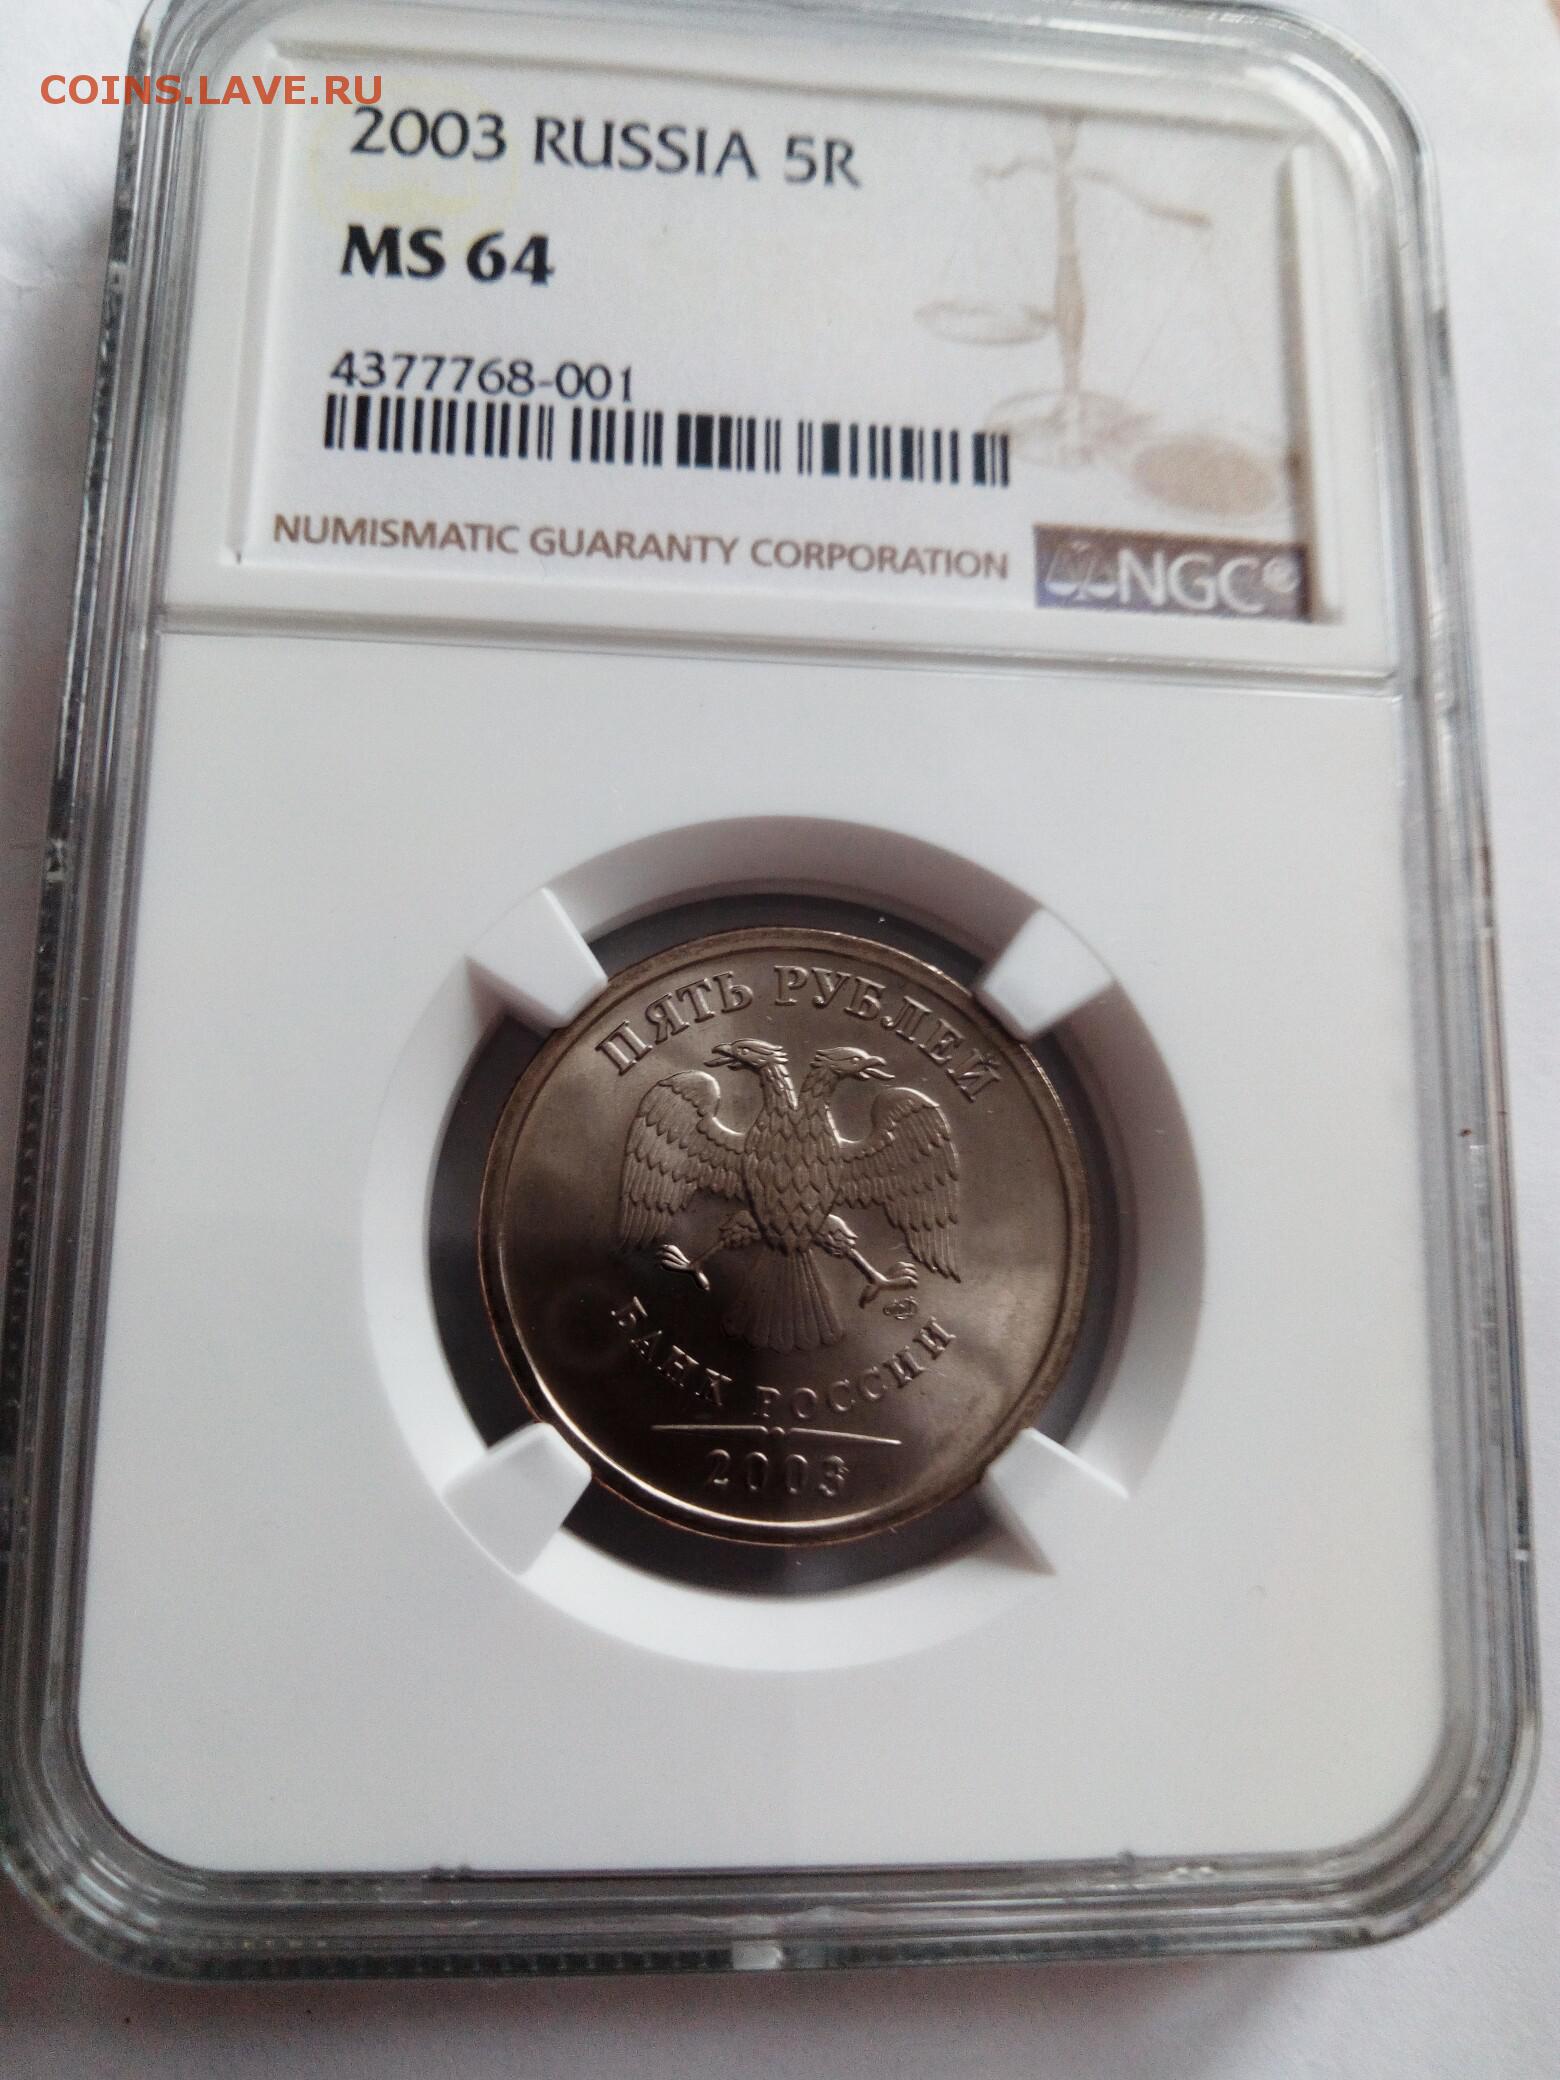 COINS.LAVE.RU
2003 RUSSIA 5R
MS 64
4377768-001
NUMISMATIC GUARANTY CORPORATION
NGC
ПЯТЬ РУБЛЕЙ
БАНК РОССИИ
2003